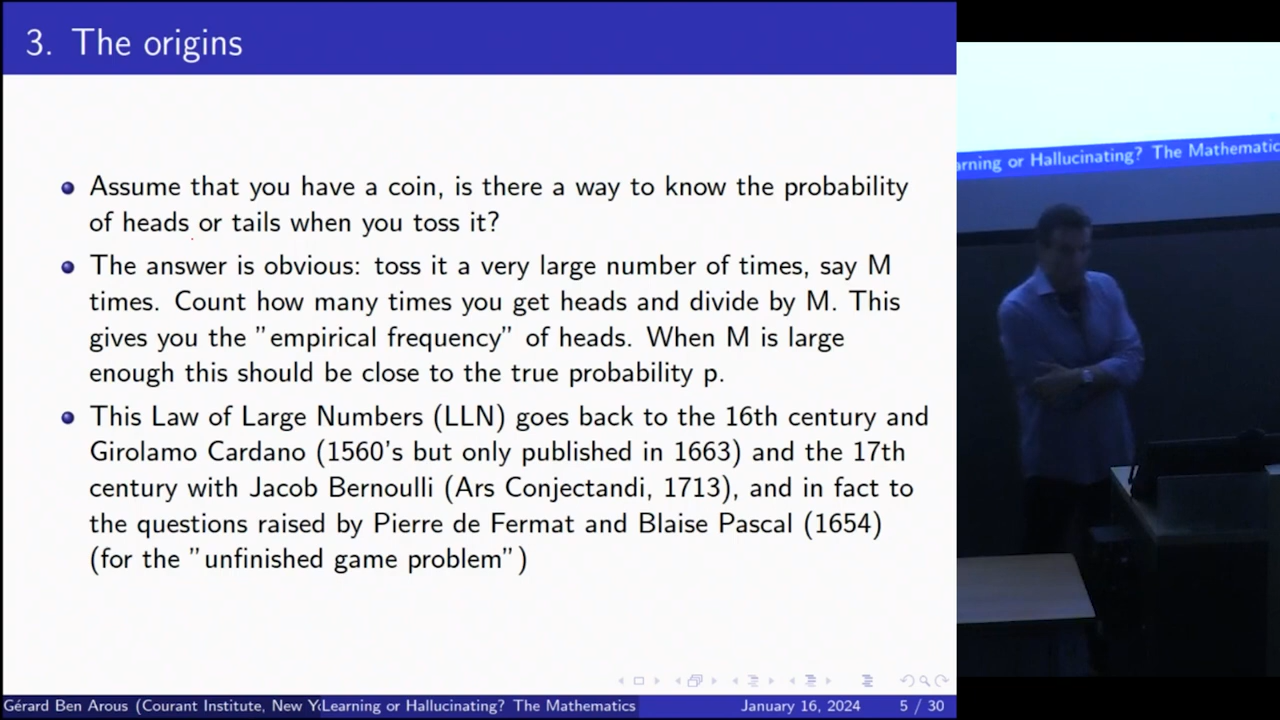 3. The origins
Assume that you have a coin, is there a way to know the probability
of heads or tails when you toss it?
The answer is obvious: toss it a very large number of times, say M
times. Count how many times you get heads and divide by M. This
gives you the "empirical frequency" of heads. When M is large
enough this should be close to the true probability p.
This Law of Large Numbers (LLN) goes back to the 16th century and
Girolamo Cardano (1560's but only published in 1663) and the 17th
century with Jacob Bernoulli (Ars Conjectandi, 1713), and in fact to
the questions raised by Pierre de Fermat and Blaise Pascal (1654)
(for the "unfinished game problem")
Gérard Ben Arous (Courant Institute, New Y
Learning or Hallucinating? The Mathematics
January 16, 2024
5 / 30
arning or Hallucinating? The Mathematic